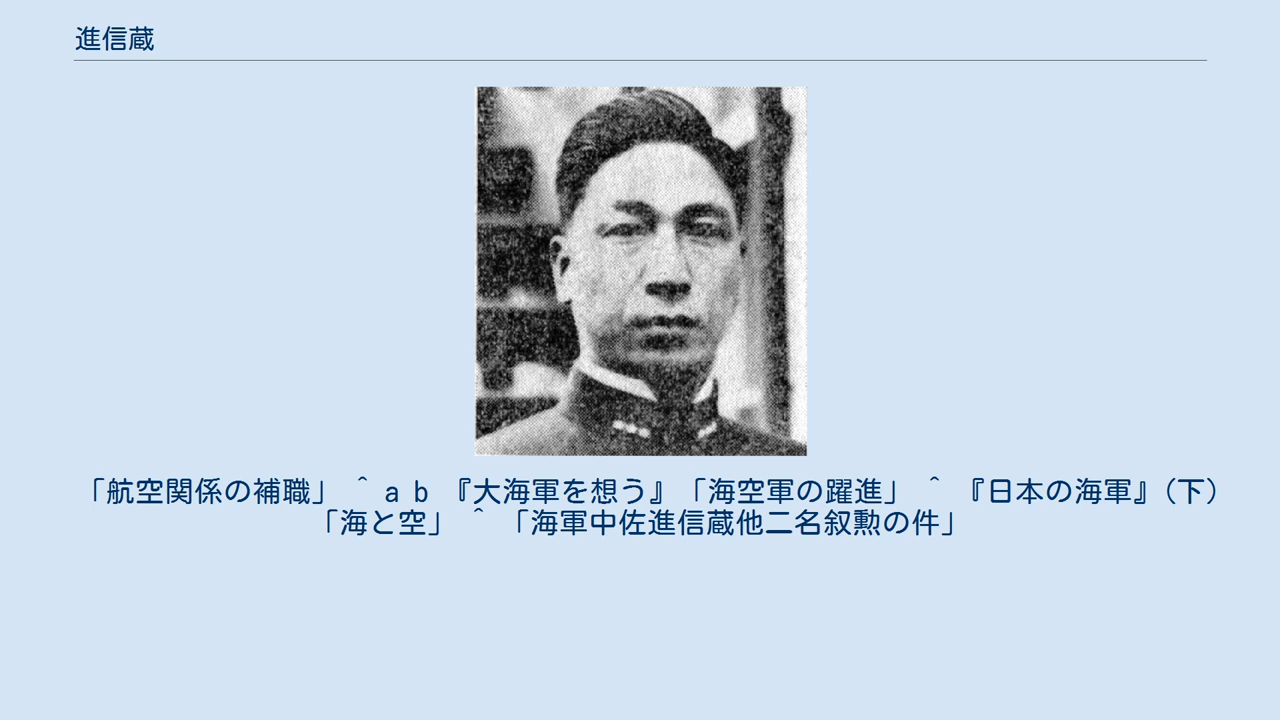 進信蔵
「航空関係の補職」 ^ a b 『大海軍を想う』「海空軍の躍進」 ^ 『日本の海軍』（下）
「海と空」 ^ 「海軍中佐進信蔵他二名叙勲の件」